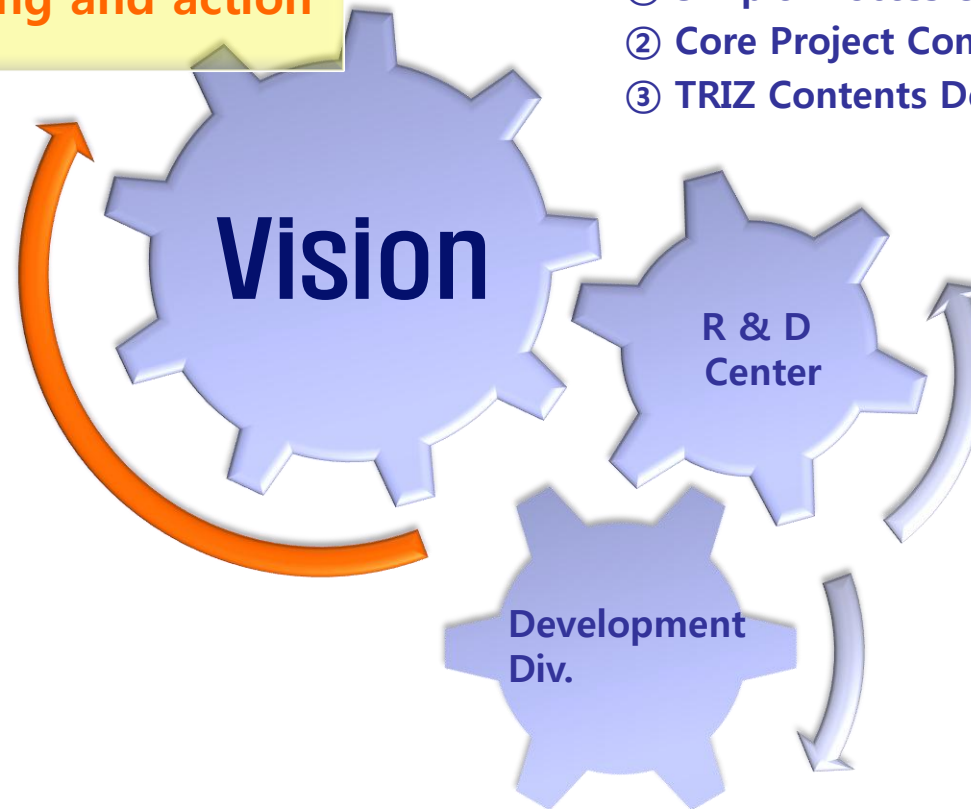 ng and action
② Core Project Con
③ TRIZ Contents De
Vision
R & D
Center
Development
Div.